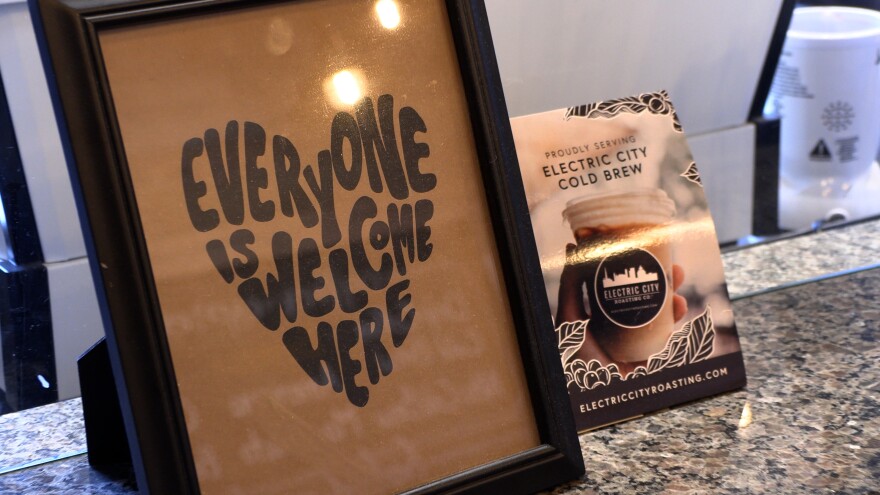 EVERYONE
IS WELCOME
HERE
PROUDLY SERVING
ELECTRIC CITY
COLD BREW
ELECTRIC CITY
ROASTING CO.
ELECTRICCITYROASTING.COM